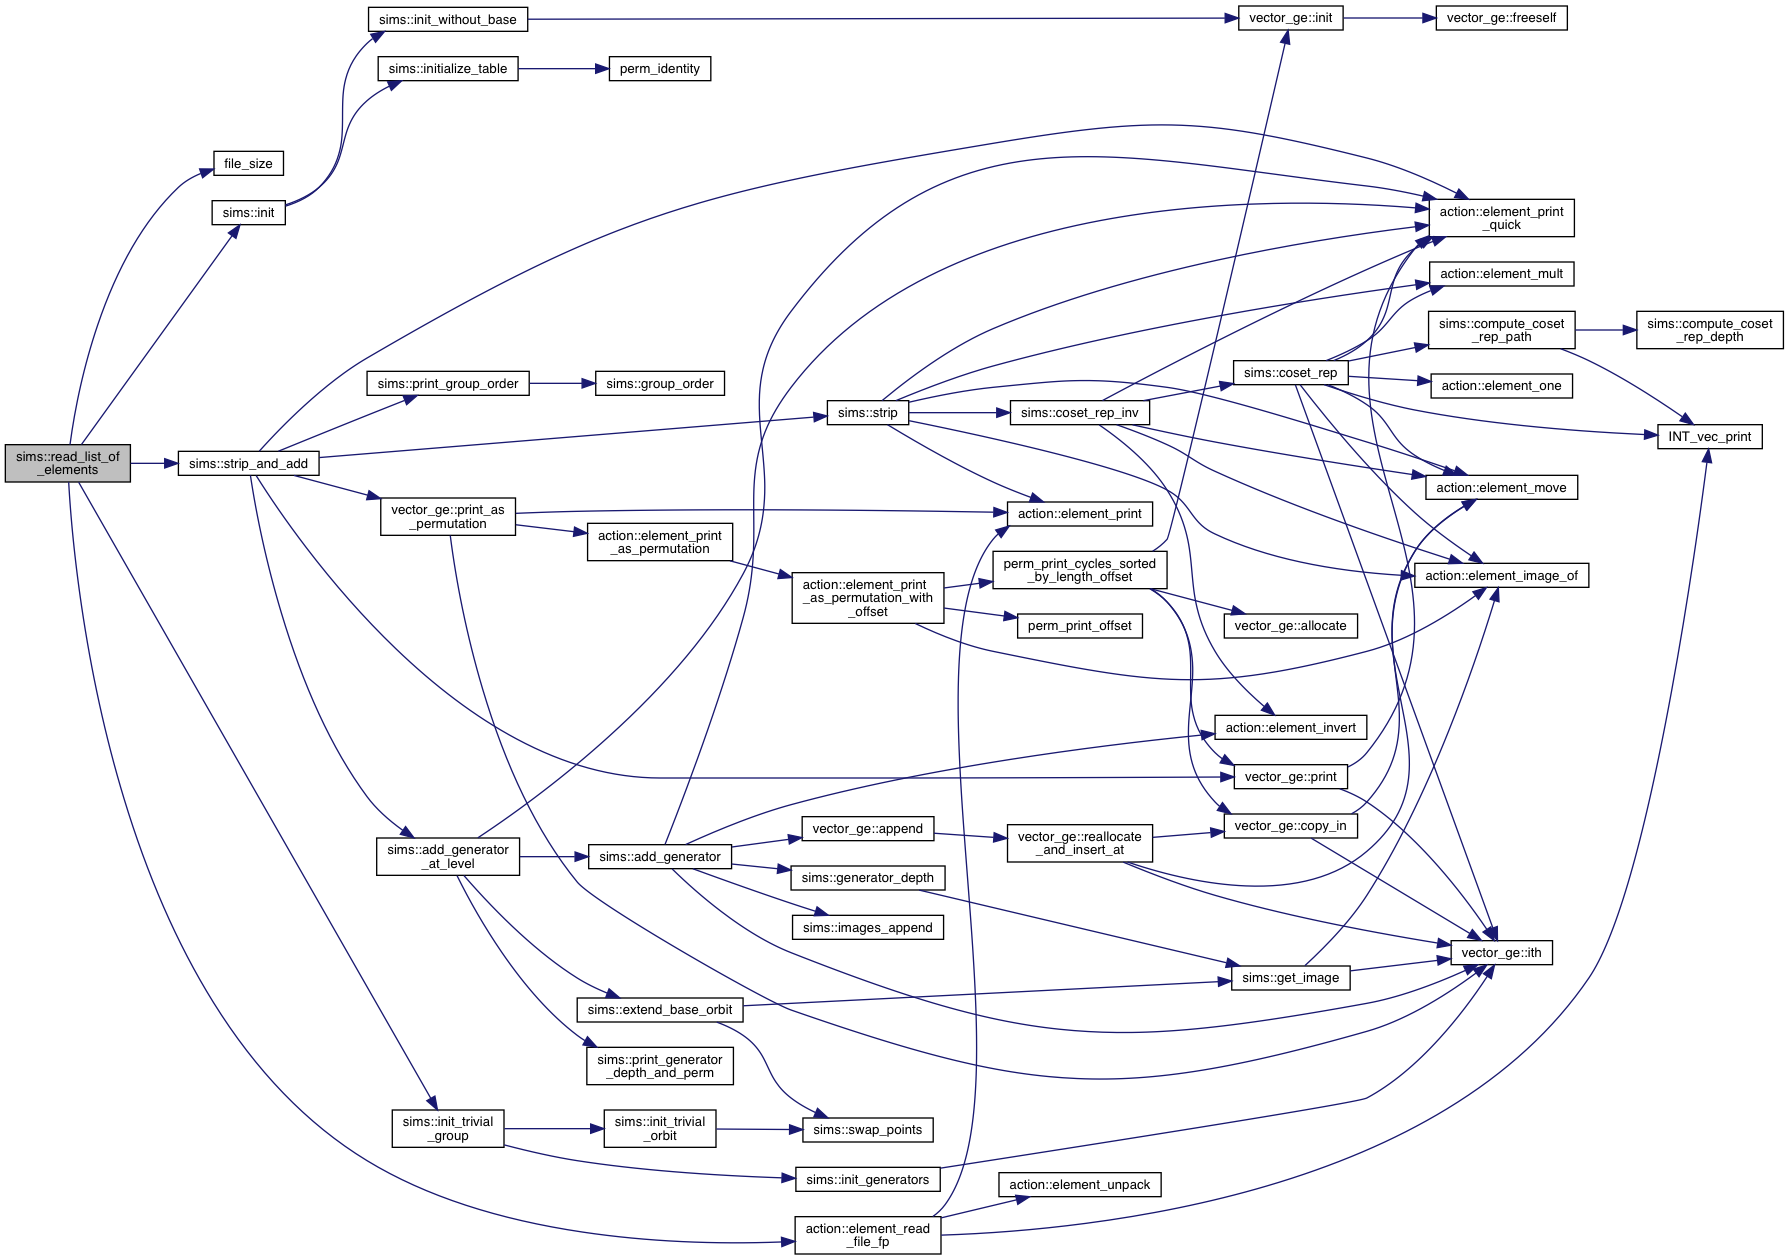 sims::init_without_base
vector_ge::init
vector_ge::freeself
sims::initialize_table
perm_identity
file_size
sims::init
action::element_print
_quick
action::element_mult
sims::compute_coset
_rep_path
sims::compute_coset
_rep_depth
sims::print_group_order
sims::group_order
sims::coset_rep
action::element_one
sims::strip
sims::coset_rep_inv
INT_vec_print
sims::read_list_of
_elements
sims::strip_and_add
action::element_move
vector_ge::print_as
_permutation
action::element_print
action::element_print
_as_permutation
perm_print_cycles_sorted
_by_length_offset
action::element_image_of
action::element_print
_as_permutation_with
_offset
perm_print_offset
vector_ge::allocate
action::element_invert
vector_ge::print
vector_ge::append
vector_ge::copy_in
vector_ge::reallocate
_and_insert_at
sims::add_generator
_at_level
sims::add_generator
sims::generator_depth
sims::images_append
vector_ge::ith
sims::get_image
sims::extend_base_orbit
sims::print_generator
_depth_and_perm
sims::init_trivial
_group
sims::init_trivial
_orbit
sims::swap_points
sims::init_generators
action::element_unpack
action::element_read
_file_fp